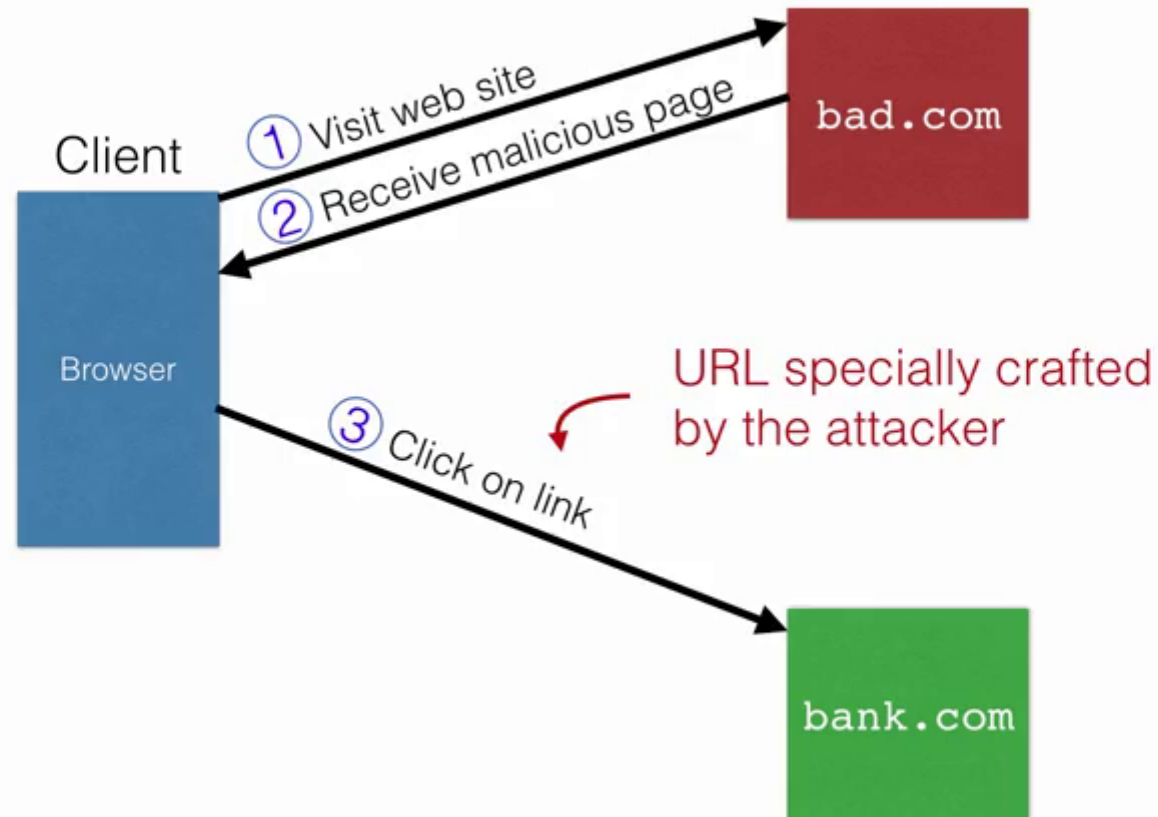 ① Visit web site
bad.com
② Receive malicious page
Client
Browser
URL specially crafted
by the attacker
③ Click on link
bank.com